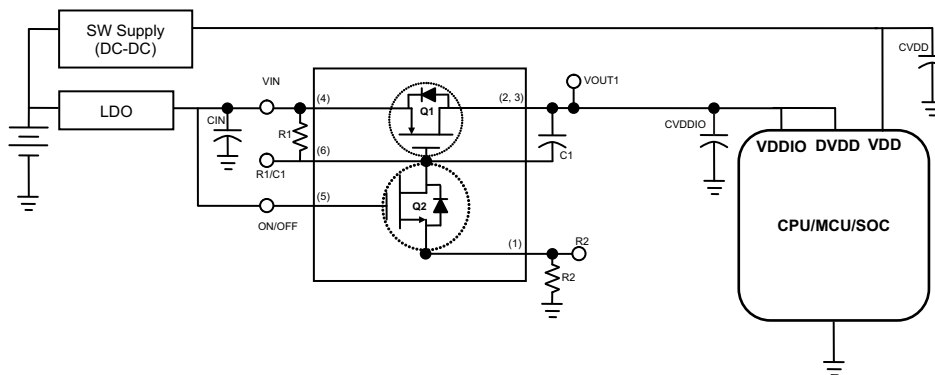 SW Supply
(DC-DC)
CVDD
VIN
VOUT1
LDO
(4)
(2, 3)
Q1
CIN
R1
CVDDIO
C1
VDDIO DVDD VDD
(6)
R1/C1
(5)
Q2
CPU/MCU/SOC
ON/OFF
(1)
R2
R2